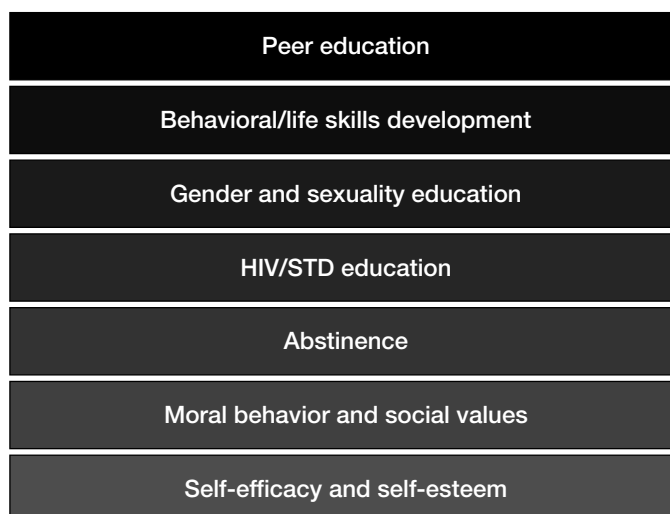 Peer education
Behavioral/life skills development
Gender and sexuality education
HIV/STD education
Abstinence
Moral behavior and social values
Self-efficacy and self-esteem